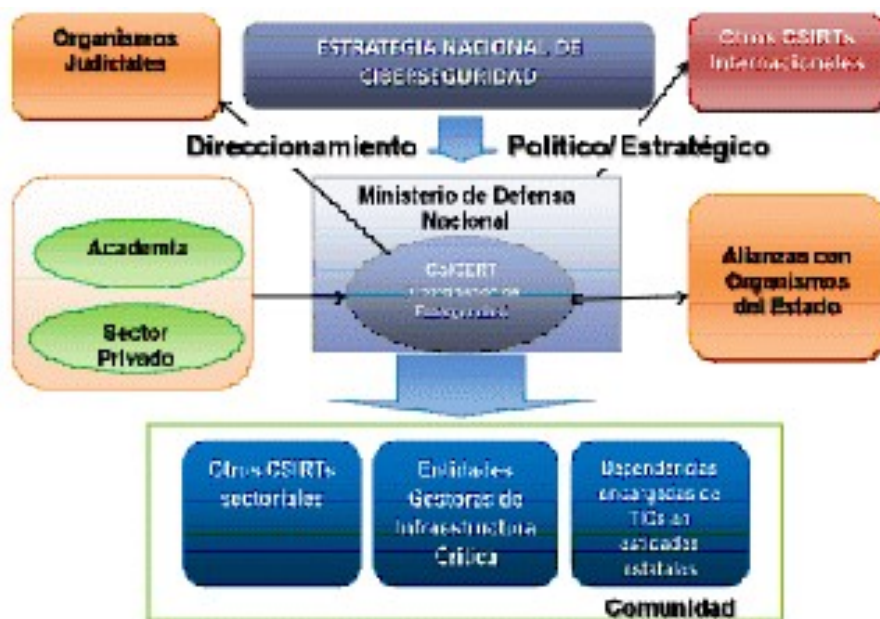 Organismos
Judiciales
ESTRATEGIA NACIONAL DE
CIBERSEGURIDAD
Otros CSIRTs
Internacionales
Direccionamiento
Político/Estratégico
Ministerio de Defensa
Nacional
Academia
Sector
Privado
ColCERT
Alianzas con
Organismos
del Estado
Otros CSIRTs
sectoriales
Entidades
Gestoras de
Infraestructura
Crítica
Dependencias
encargadas de
TICs en
entidades
estatales
Comunidad